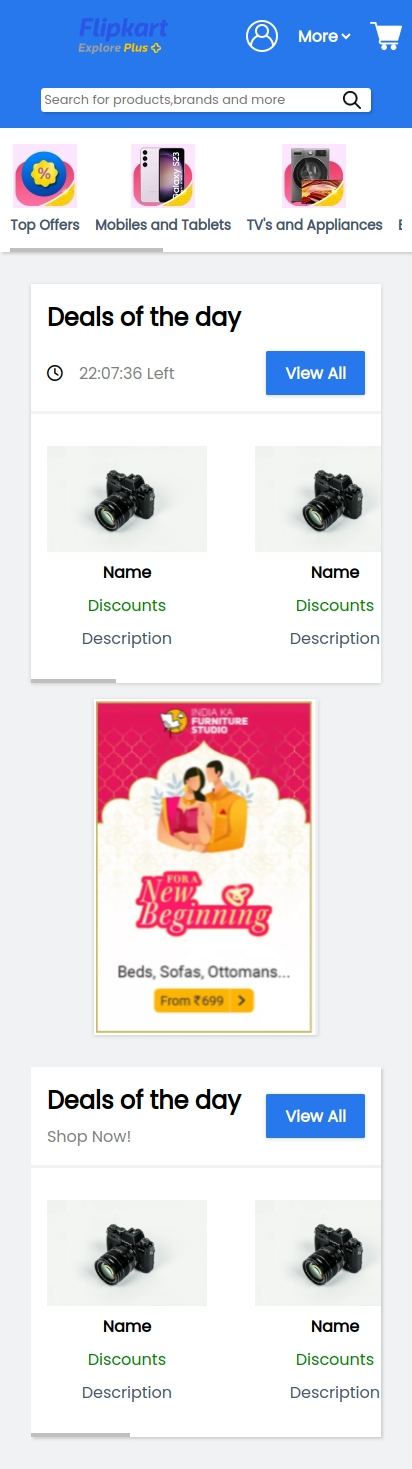 Flipkart
Explore Plus
More
Search for products,brands and more
Galaxy S23
Top Offers
Mobiles and Tablets
TV's and Appliances
Deals of the day
22:07:36 Left
View All
Name
Name
Discounts
Discounts
Description
Description
INDIA KA
FURNITURE
STUDIO
FOR A
New
Beginning
Beds, Sofas, Ottomans...
From ₹699
Deals of the day
Shop Now!
View All
Name
Name
Discounts
Discounts
Description
Description